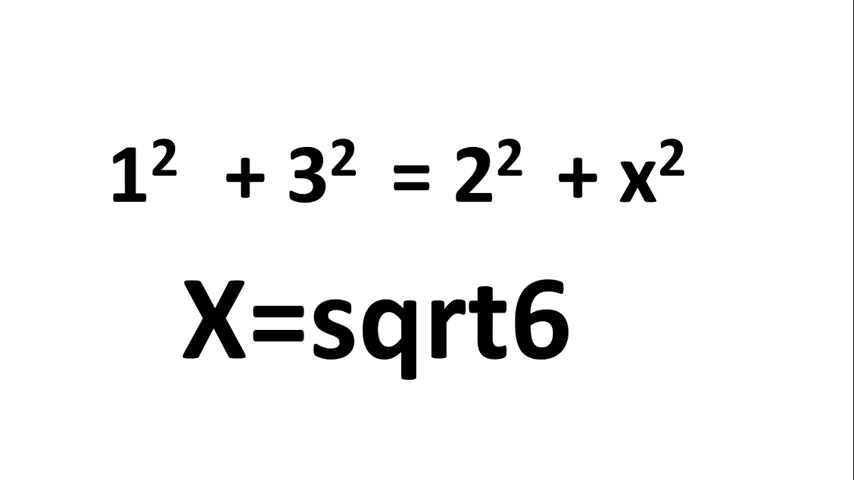 1² + 3² = 2² + x²
X=sqrt6